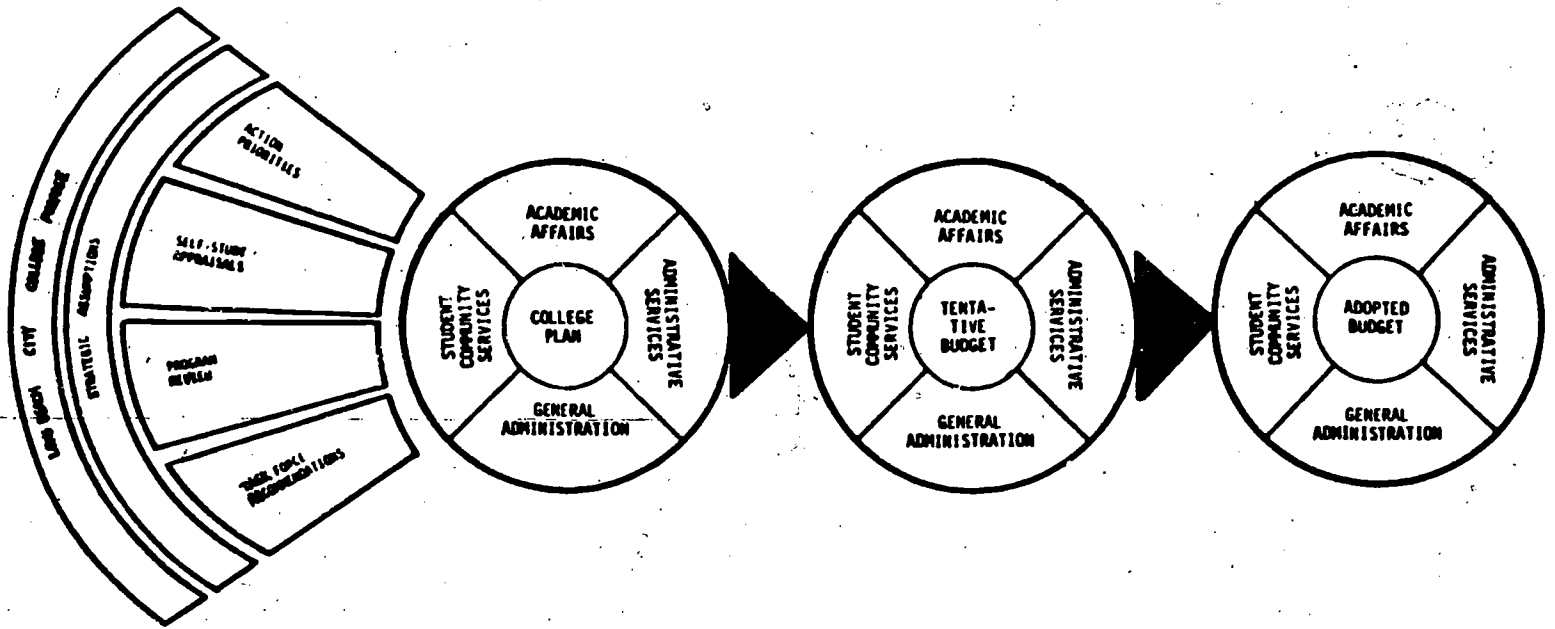 LONG BEACH CITY COLLEGE PURPOSE
STRATEGIC ASSUMPTIONS
ACTION
PRIORITIES
SELF-STUDY
APPRAISALS
PROGRAM
REVIEW
TASK FORCE
RECOMMENDATIONS
ACADEMIC
AFFAIRS
STUDENT
COMMUNITY
SERVICES
COLLEGE
PLAN
ADMINISTRATIVE
SERVICES
GENERAL
ADMINISTRATION
ACADEMIC
AFFAIRS
STUDENT
COMMUNITY
SERVICES
TENTA-
TIVE
BUDGET
ADMINISTRATIVE
SERVICES
GENERAL
ADMINISTRATION
ACADEMIC
AFFAIRS
STUDENT
COMMUNITY
SERVICES
ADOPTED
BUDGET
ADMINISTRATIVE
SERVICES
GENERAL
ADMINISTRATION